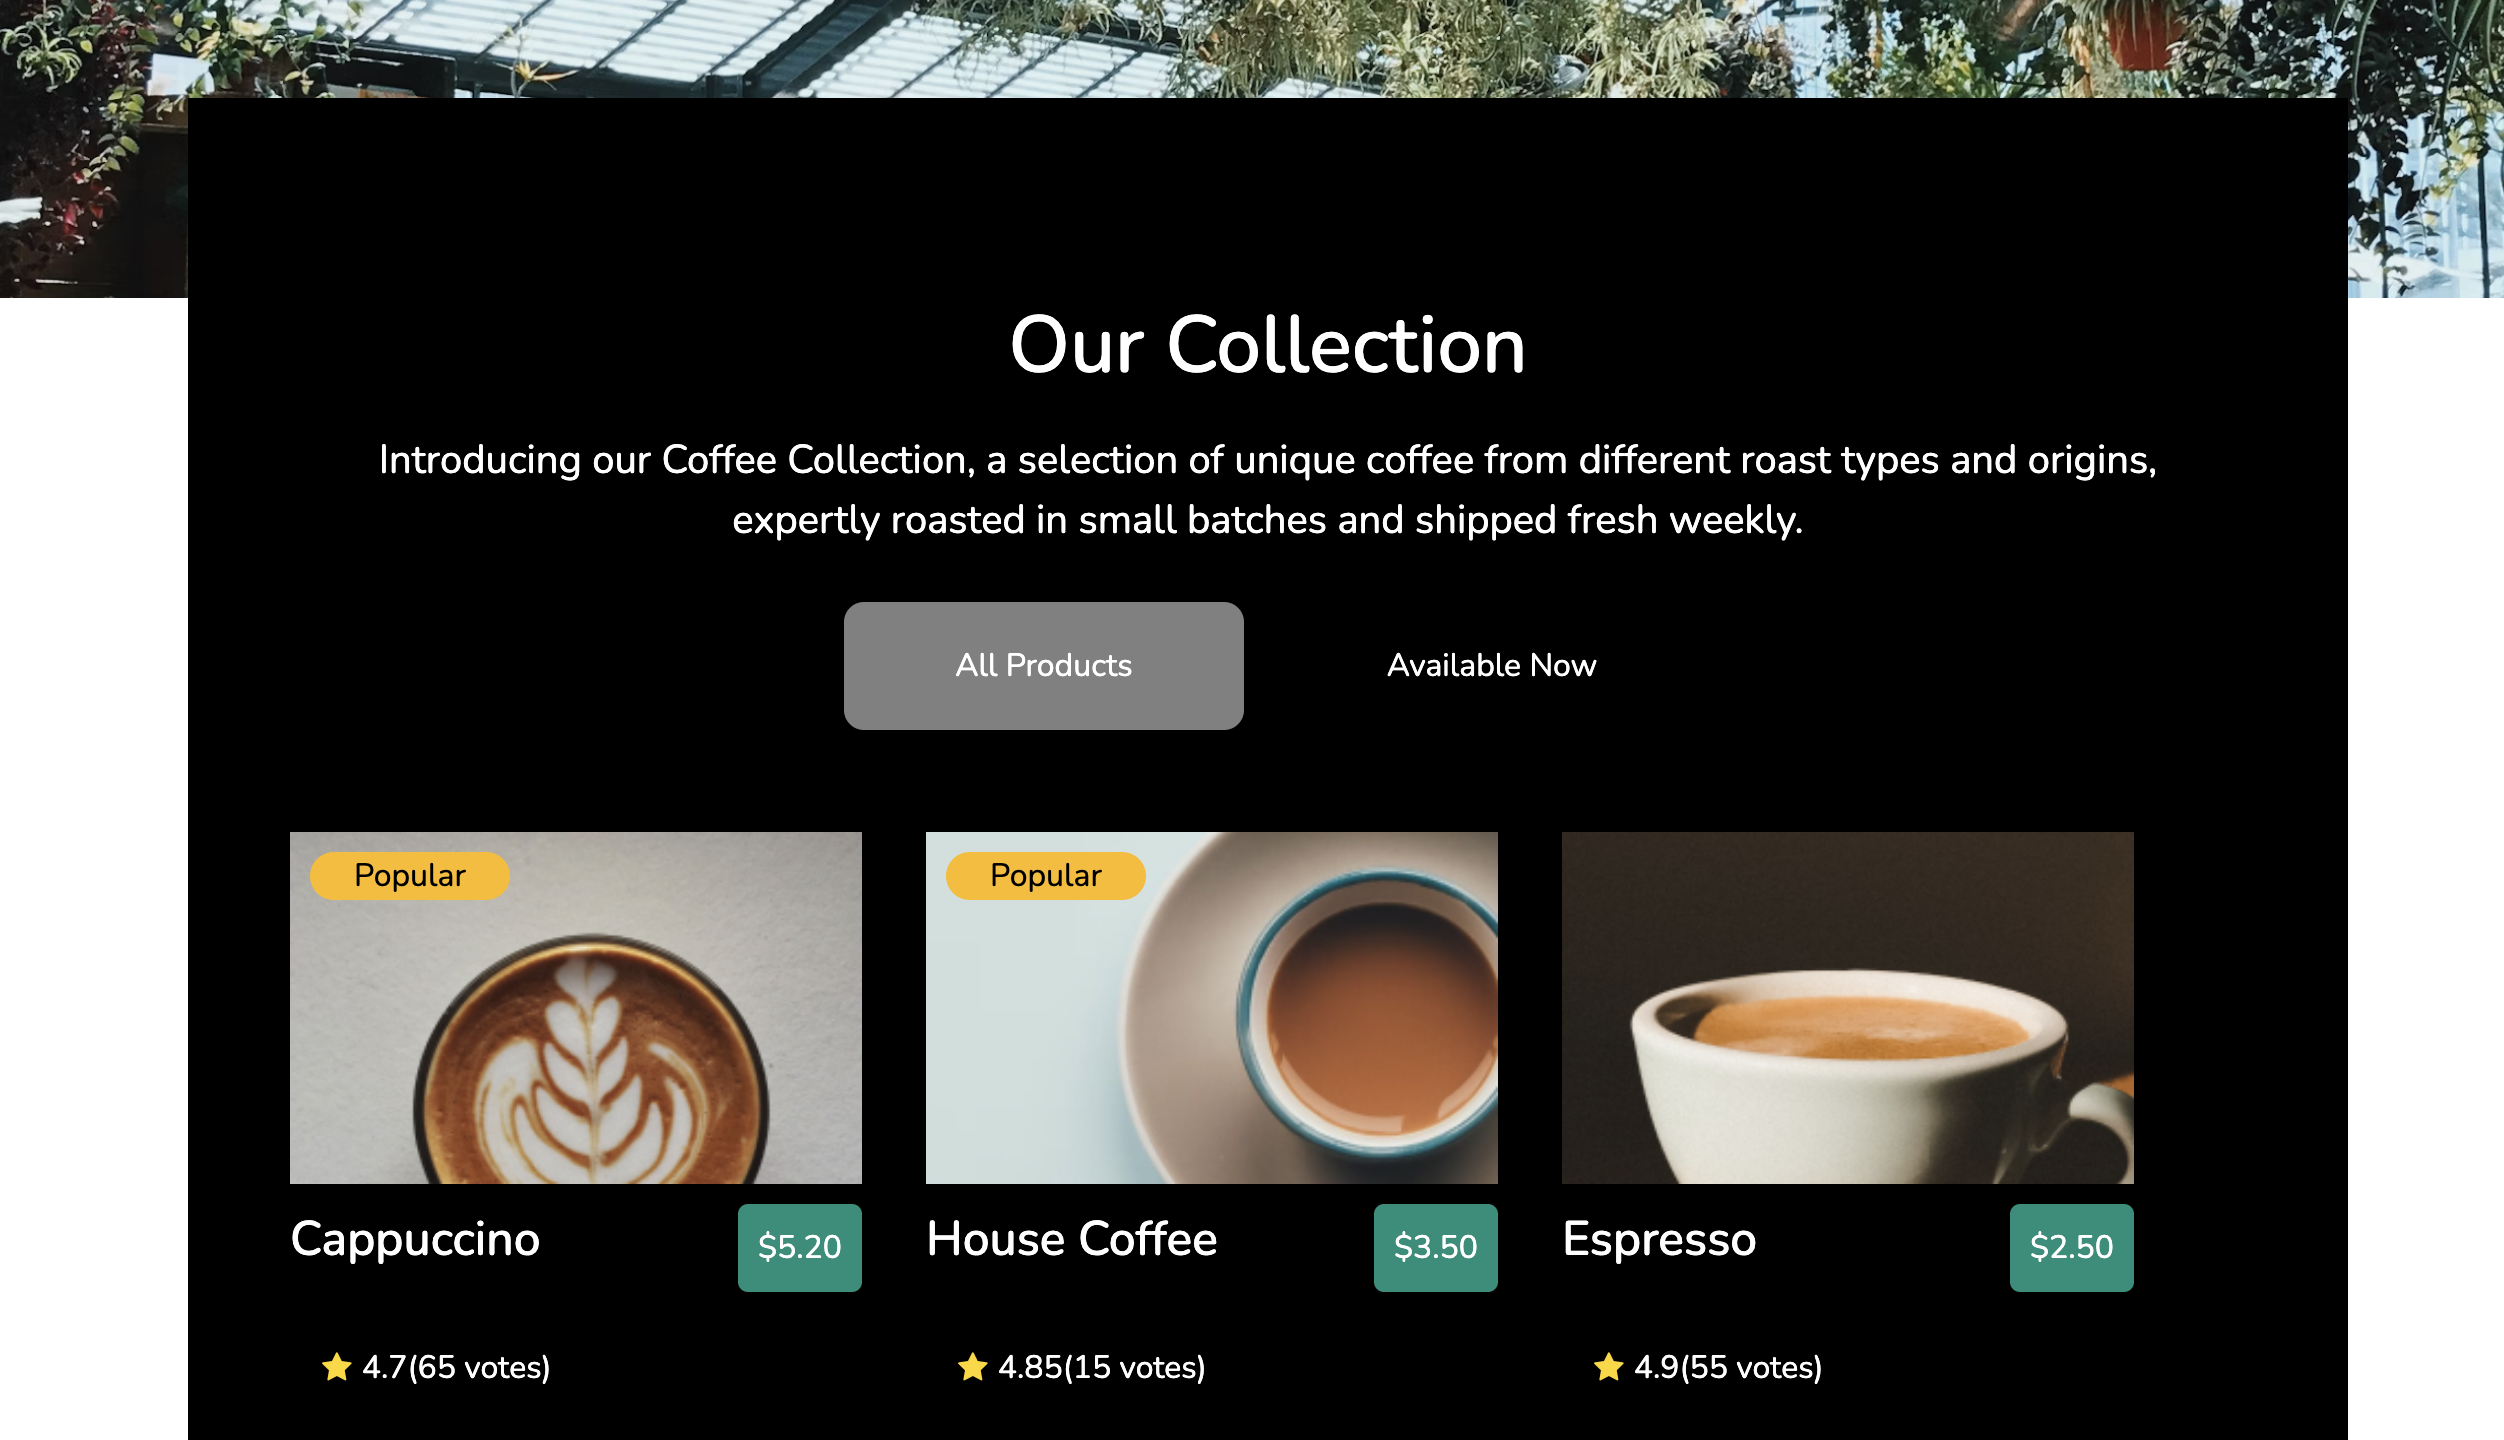 Our Collection
Introducing our Coffee Collection, a selection of unique coffee from different roast types and origins,
expertly roasted in small batches and shipped fresh weekly.
All Products
Available Now
Popular
Popular
Cappuccino
$5.20
House Coffee
$3.50
Espresso
$2.50
4.7(65 votes)
4.85(15 votes)
4.9(55 votes)